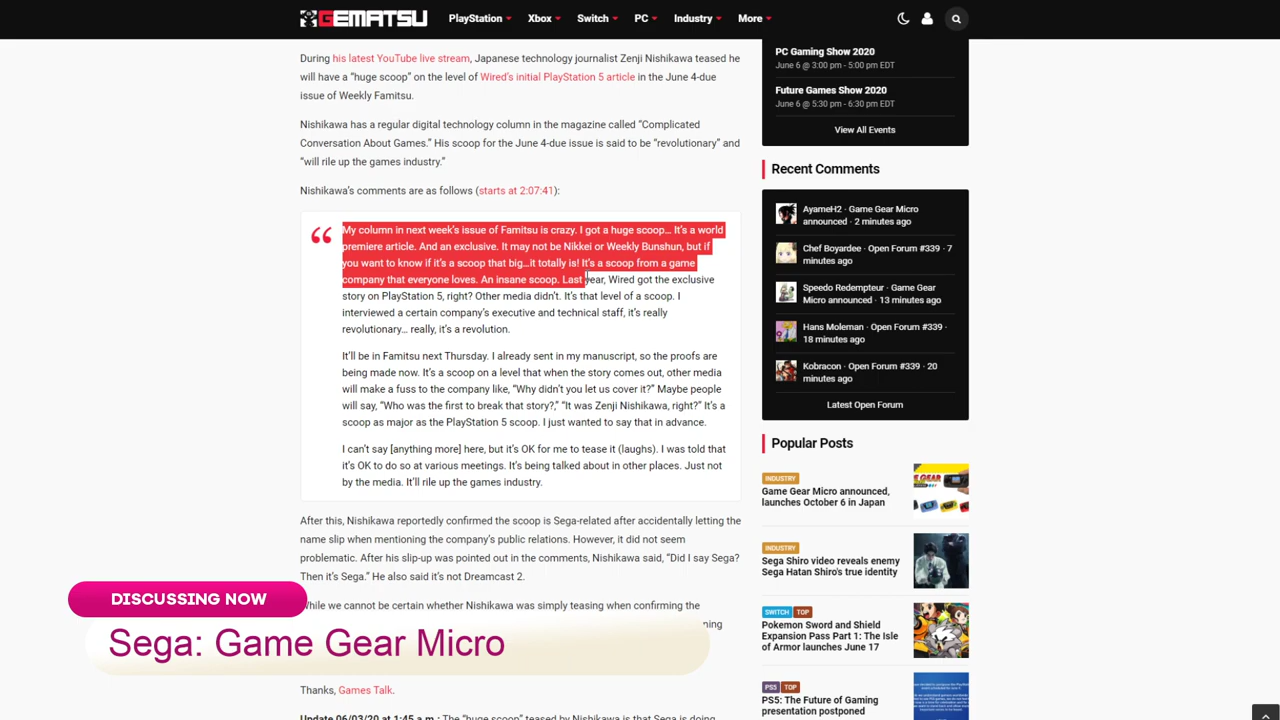 GEMATSU
PlayStation
Xbox
Switch
PC
Industry
More
During his latest YouTube live stream, Japanese technology journalist Zenji Nishikawa teased he
will have a “huge scoop” on the level of Wired’s initial PlayStation 5 article in the June 4-due
issue of Weekly Famitsu.
Nishikawa has a regular digital technology column in the magazine called “Complicated
Conversation About Games.” His scoop for the June 4-due issue is said to be “revolutionary” and
“will rile up the games industry.”
Nishikawa’s comments are as follows (starts at 2:07:41):
My column in next week’s issue of Famitsu is crazy. I got a huge scoop… It’s a world
premiere article. And an exclusive. It may not be Nikkei or Weekly Bunshun, but if
you want to know if it’s a scoop that big…it totally is! It’s a scoop from a game
company that everyone loves. An insane scoop. Last year, Wired got the exclusive
story on PlayStation 5, right? Other media didn’t. It’s that level of a scoop. I
interviewed a certain company’s executive and technical staff, it’s really
revolutionary… really, it’s a revolution.
It’ll be in Famitsu next Thursday. I already sent in my manuscript, so the proofs are
being made now. It’s a scoop on a level that when the story comes out, other media
will make a fuss to the company like, “Why didn’t you let us cover it?” Maybe people
will say, “Who was the first to break that story?,” “It was Zenji Nishikawa, right?” It’s a
scoop as major as the PlayStation 5 scoop. I just wanted to say that in advance.
I can’t say [anything more] here, but it’s OK for me to tease it (laughs). I was told that
it’s OK to do so at various meetings. It’s being talked about in other places. Just not
by the media. It’ll rile up the games industry.
After this, Nishikawa reportedly confirmed the scoop is Sega-related after accidentally letting the
name slip when mentioning the company’s public relations. However, it did not seem
problematic. After his slip-up was pointed out in the comments, Nishikawa said, “Did I say Sega?
Then it’s Sega.” He also said it’s not Dreamcast 2.
While we cannot be certain whether Nishikawa was simply teasing when confirming the
Thanks, Games Talk.
Update 06/03/20 at 1:45 a.m.: The “huge scoop” teased by Nishikawa is that Sega is doing
DISCUSSING NOW
Sega: Game Gear Micro
PC Gaming Show 2020
June 6 @ 3:00 pm - 5:00 pm EDT
Future Games Show 2020
June 6 @ 5:30 pm - 6:30 pm EDT
View All Events
Recent Comments
AyameH2 · Game Gear Micro
announced · 2 minutes ago
Chef Boyardee · Open Forum #339 · 7
minutes ago
Speedo Redempteur · Game Gear
Micro announced · 13 minutes ago
Hans Moleman · Open Forum #339 ·
18 minutes ago
Kobracon · Open Forum #339 · 20
minutes ago
Latest Open Forum
Popular Posts
INDUSTRY
Game Gear Micro announced,
launches October 6 in Japan
INDUSTRY
Sega Shiro video reveals enemy
Sega Hatan Shiro’s true identity
SWITCH TOP
Pokemon Sword and Shield
Expansion Pass Part 1: The Isle
of Armor launches June 17
PS5 TOP
PS5: The Future of Gaming
presentation postponed